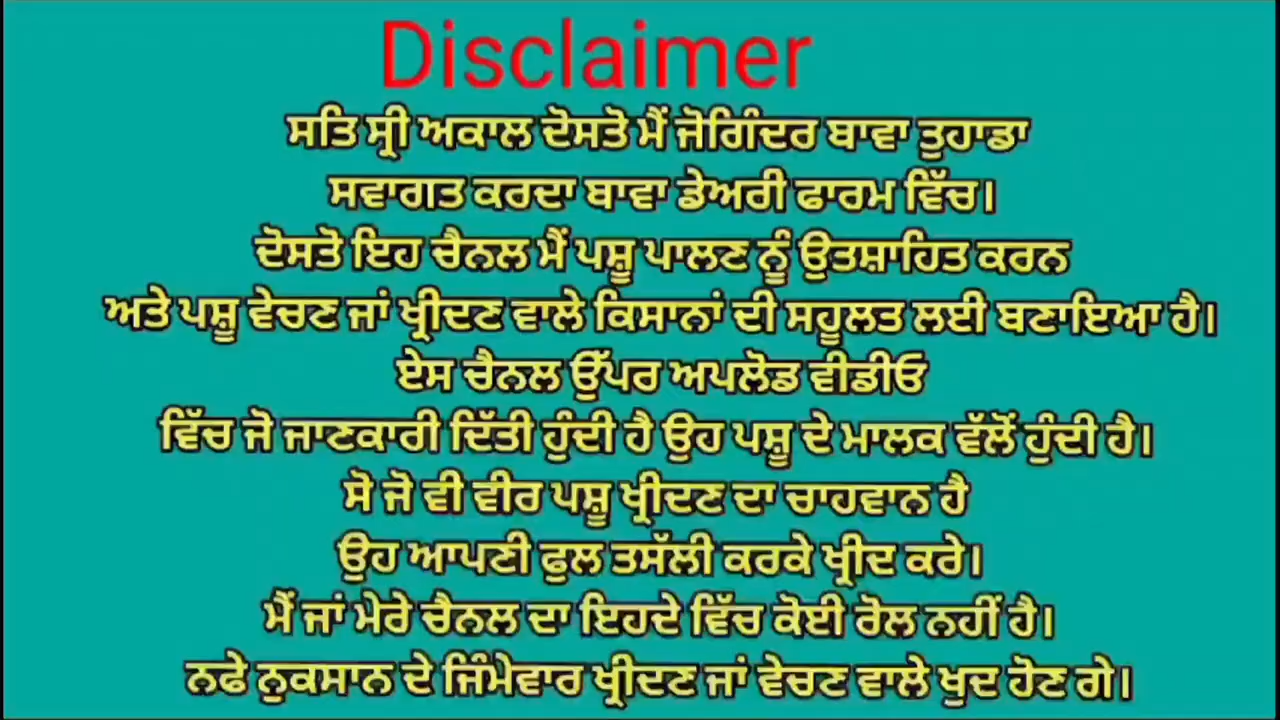 Disclaimer
ਸਤਿ ਸ੍ਰੀ ਅਕਾਲ ਦੋਸਤੋ ਮੈਂ ਜੋਗਿੰਦਰ ਬਾਵਾ ਤੁਹਾਡਾ
ਸਵਾਗਤ ਕਰਦਾ ਬਾਵਾ ਡੇਅਰੀ ਫਾਰਮ ਵਿੱਚ।
ਦੋਸਤੋ ਇਹ ਚੈਨਲ ਮੈਂ ਪਸ਼ੂ ਪਾਲਣ ਨੂੰ ਉਤਸ਼ਾਹਿਤ ਕਰਨ
ਅਤੇ ਪਸ਼ੂ ਵੇਚਣ ਜਾਂ ਖ੍ਰੀਦਣ ਵਾਲੇ ਕਿਸਾਨਾਂ ਦੀ ਸਹੂਲਤ ਲਈ ਬਣਾਇਆ ਹੈ।
ਏਸ ਚੈਨਲ ਉੱਪਰ ਅਪਲੋਡ ਵੀਡੀਓ
ਵਿੱਚ ਜੋ ਜਾਣਕਾਰੀ ਦਿੱਤੀ ਹੁੰਦੀ ਹੈ ਉਹ ਪਸ਼ੂ ਦੇ ਮਾਲਕ ਵੱਲੋਂ ਹੁੰਦੀ ਹੈ।
ਸੋ ਜੋ ਵੀ ਵੀਰ ਪਸ਼ੂ ਖ੍ਰੀਦਣ ਦਾ ਚਾਹਵਾਨ ਹੈ
ਉਹ ਆਪਣੀ ਫੁਲ ਤਸੱਲੀ ਕਰਕੇ ਖ੍ਰੀਦ ਕਰੇ।
ਮੈਂ ਜਾਂ ਮੇਰੇ ਚੈਨਲ ਦਾ ਇਹਦੇ ਵਿੱਚ ਕੋਈ ਰੋਲ ਨਹੀਂ ਹੈ।
ਨਫੇ ਨੁਕਸਾਨ ਦੇ ਜਿੰਮੇਵਾਰ ਖ੍ਰੀਦਣ ਜਾਂ ਵੇਚਣ ਵਾਲੇ ਖੁਦ ਹੋਣ ਗੇ।